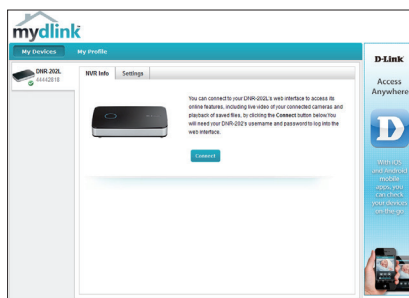 mydlink
My Devices My Profile
DNR-202L
44442818
NVR Info Settings
You can connect to your DNR-202L's web interface to access its
online features, including live video of your connected cameras and
playback of saved files, by clicking the Connect button below.You
will need your DNR-202's username and password to log into the
web interface.
Connect
D-Link
Access
Anywhere
With iOS
and Android
mobile
apps, you
can check
your devices
on the go